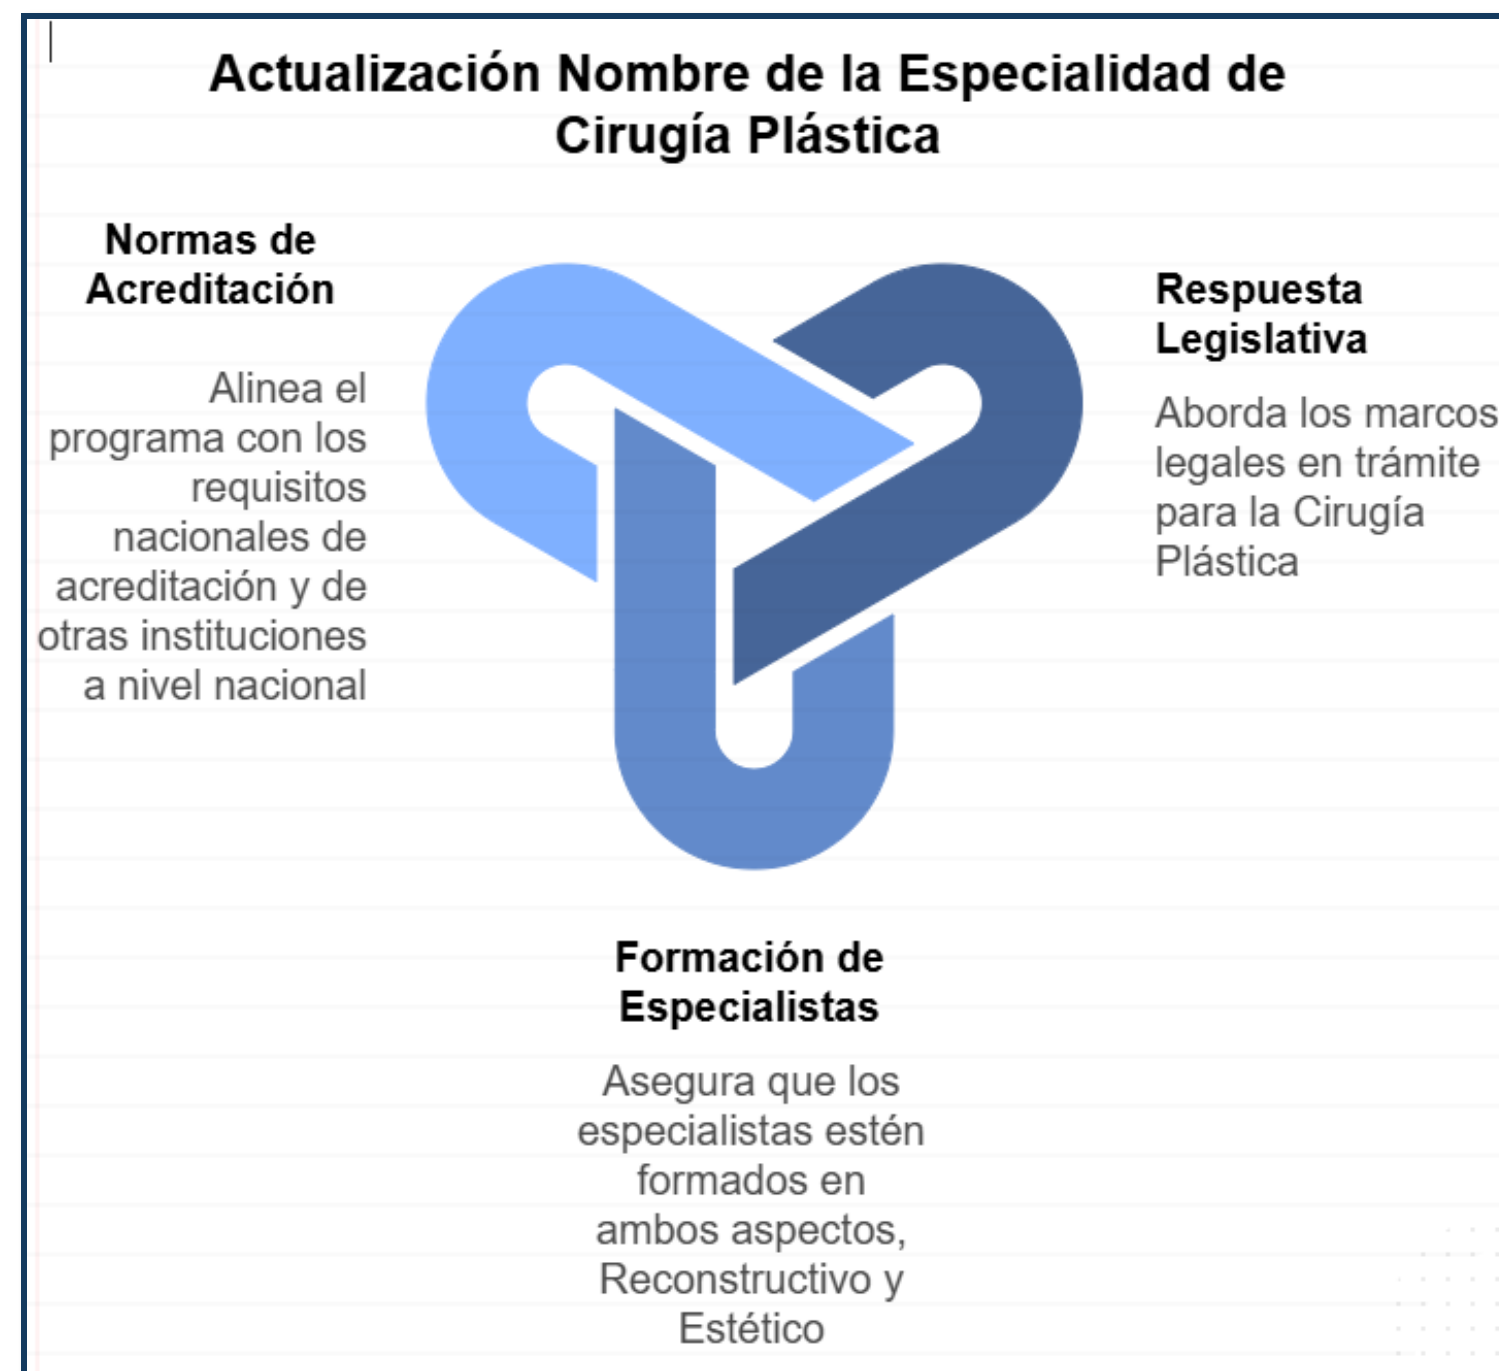 Actualización Nombre de la Especialidad de
Cirugía Plástica
Normas de
Acreditación
Alinea el
programa con los
requisitos
nacionales de
acreditación y de
otras instituciones
a nivel nacional
Respuesta
Legislativa
Aborda los marcos
legales en trámite
para la Cirugía
Plástica
Formación de
Especialistas
Asegura que los
especialistas estén
formados en
ambos aspectos,
Reconstructivo y
Estético